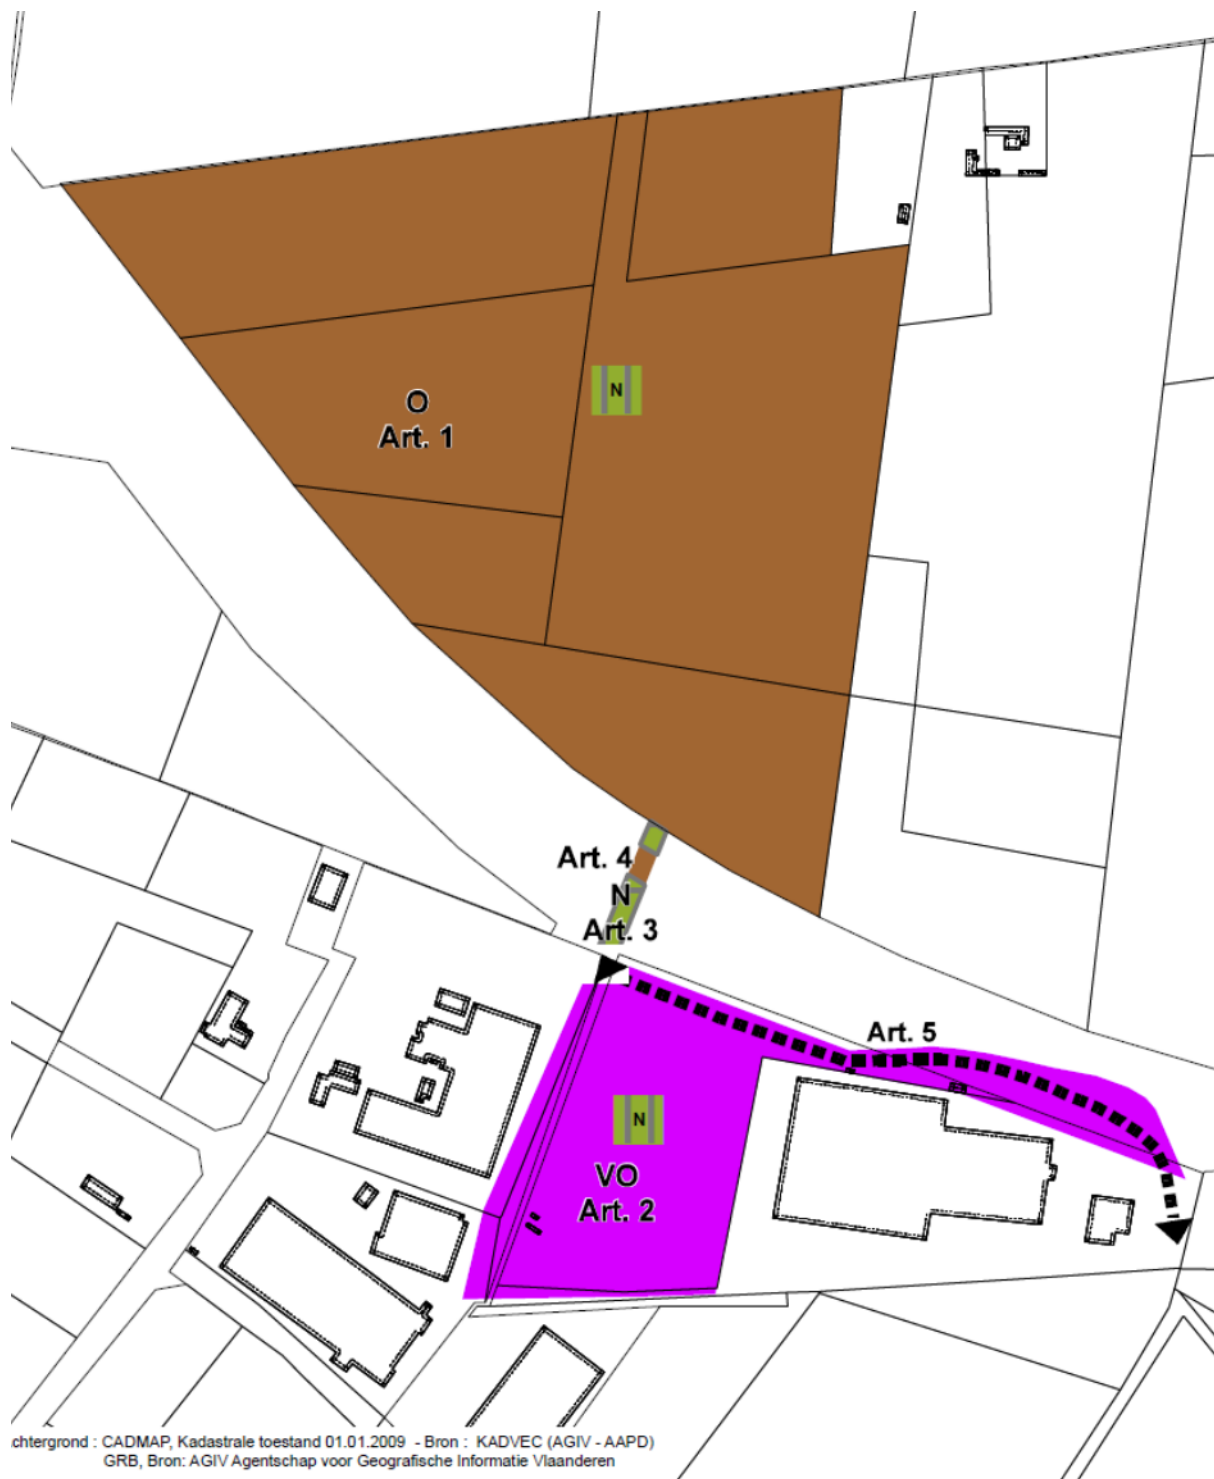 N
O
Art. 1
Art. 4
N
Art. 3
Art. 5
N
VO
Art. 2
chtergrond : CADMAP, Kadastrale toestand 01.01.2009 - Bron : KADVEC (AGIV - AAPD)
GRB, Bron: AGIV Agentschap voor Geografische Informatie Vlaanderen